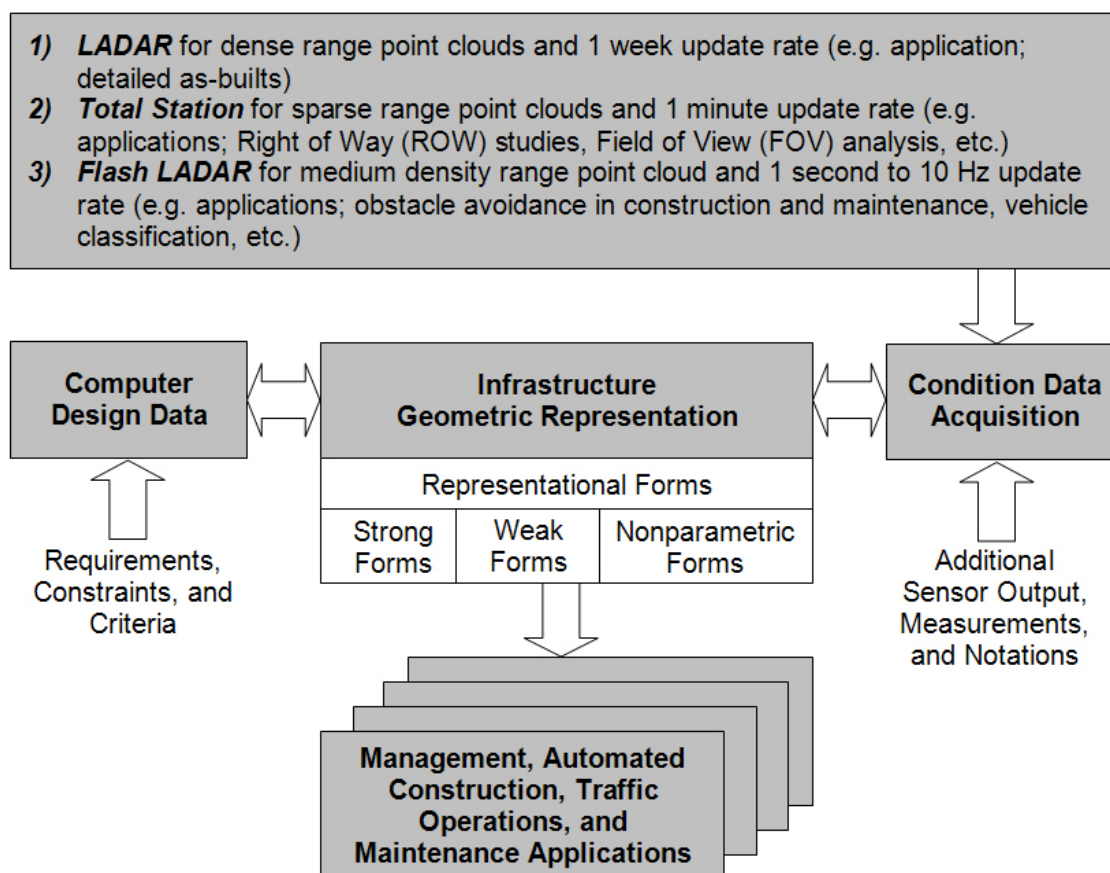 1) LADAR for dense range point clouds and 1 week update rate (e.g. application;
detailed as-builts)
2) Total Station for sparse range point clouds and 1 minute update rate (e.g.
applications; Right of Way (ROW) studies, Field of View (FOV) analysis, etc.)
3) Flash LADAR for medium density range point cloud and 1 second to 10 Hz update
rate (e.g. applications; obstacle avoidance in construction and maintenance, vehicle
classification, etc.)
Computer
Design Data
Infrastructure
Geometric Representation
Condition Data
Acquisition
Representational Forms
Strong
Forms
Weak
Forms
Nonparametric
Forms
Requirements,
Constraints, and
Criteria
Additional
Sensor Output,
Measurements,
and Notations
Management, Automated
Construction, Traffic
Operations, and
Maintenance Applications